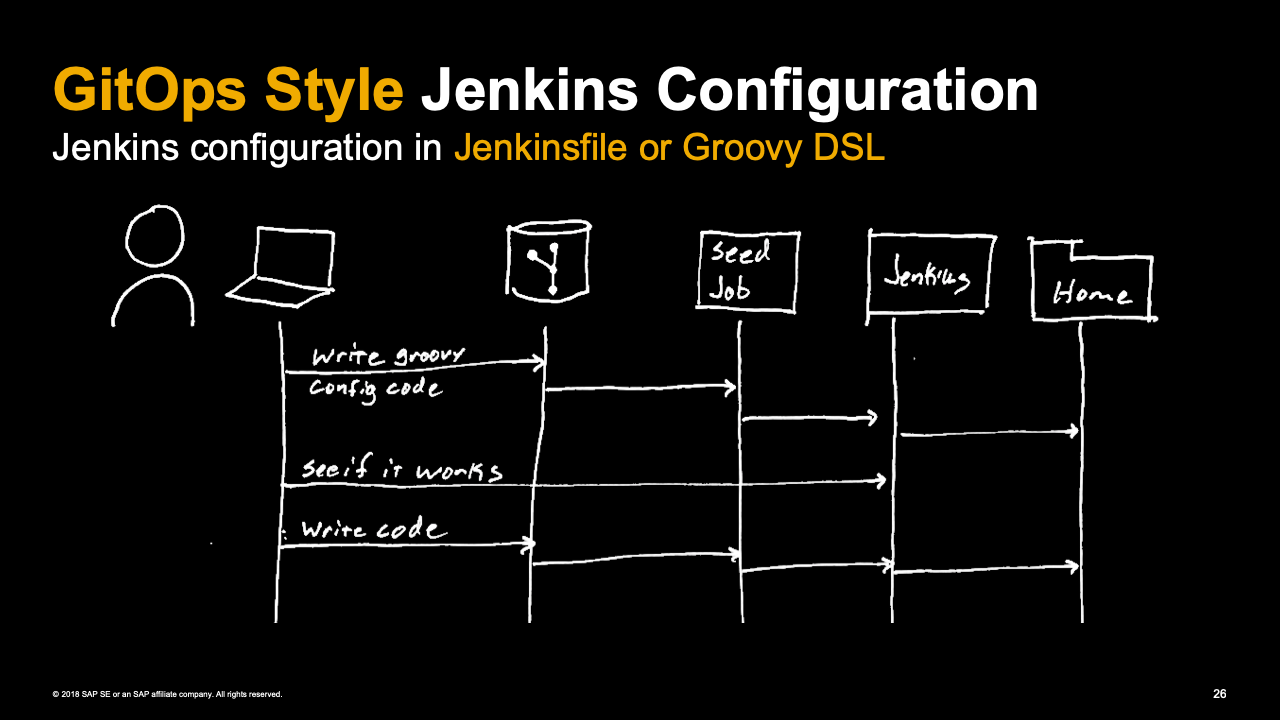 GitOps Style Jenkins Configuration
Jenkins configuration in Jenkinsfile or Groovy DSL
Seed
Job
Jenkins
Home
Write groovy
config code
see if it works
Write code
© 2018 SAP SE or an SAP affiliate company. All rights reserved.
26